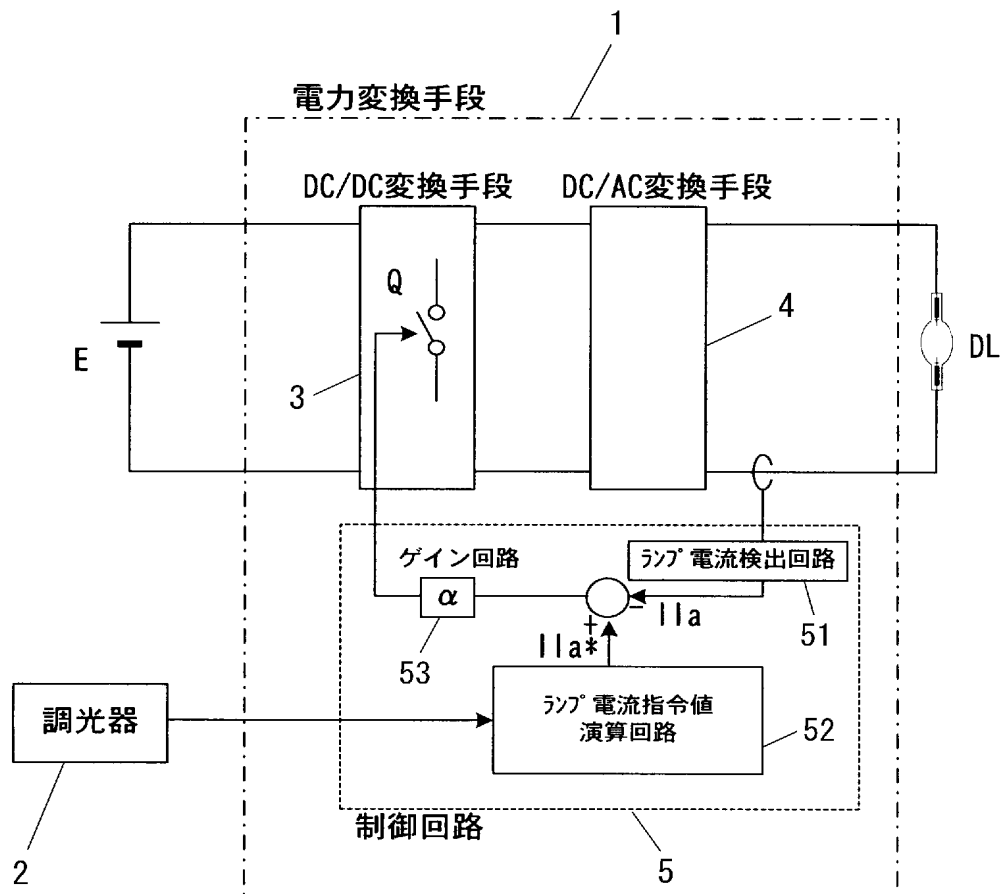 1
電力変換手段
DC/DC変換手段
DC/AC変換手段
Q
E
3
4
DL
ゲイン回路
ランプ電流検出回路
α
-
+
Ila
Ila*
51
53
調光器
ランプ電流指令値
演算回路
52
制御回路
2
5